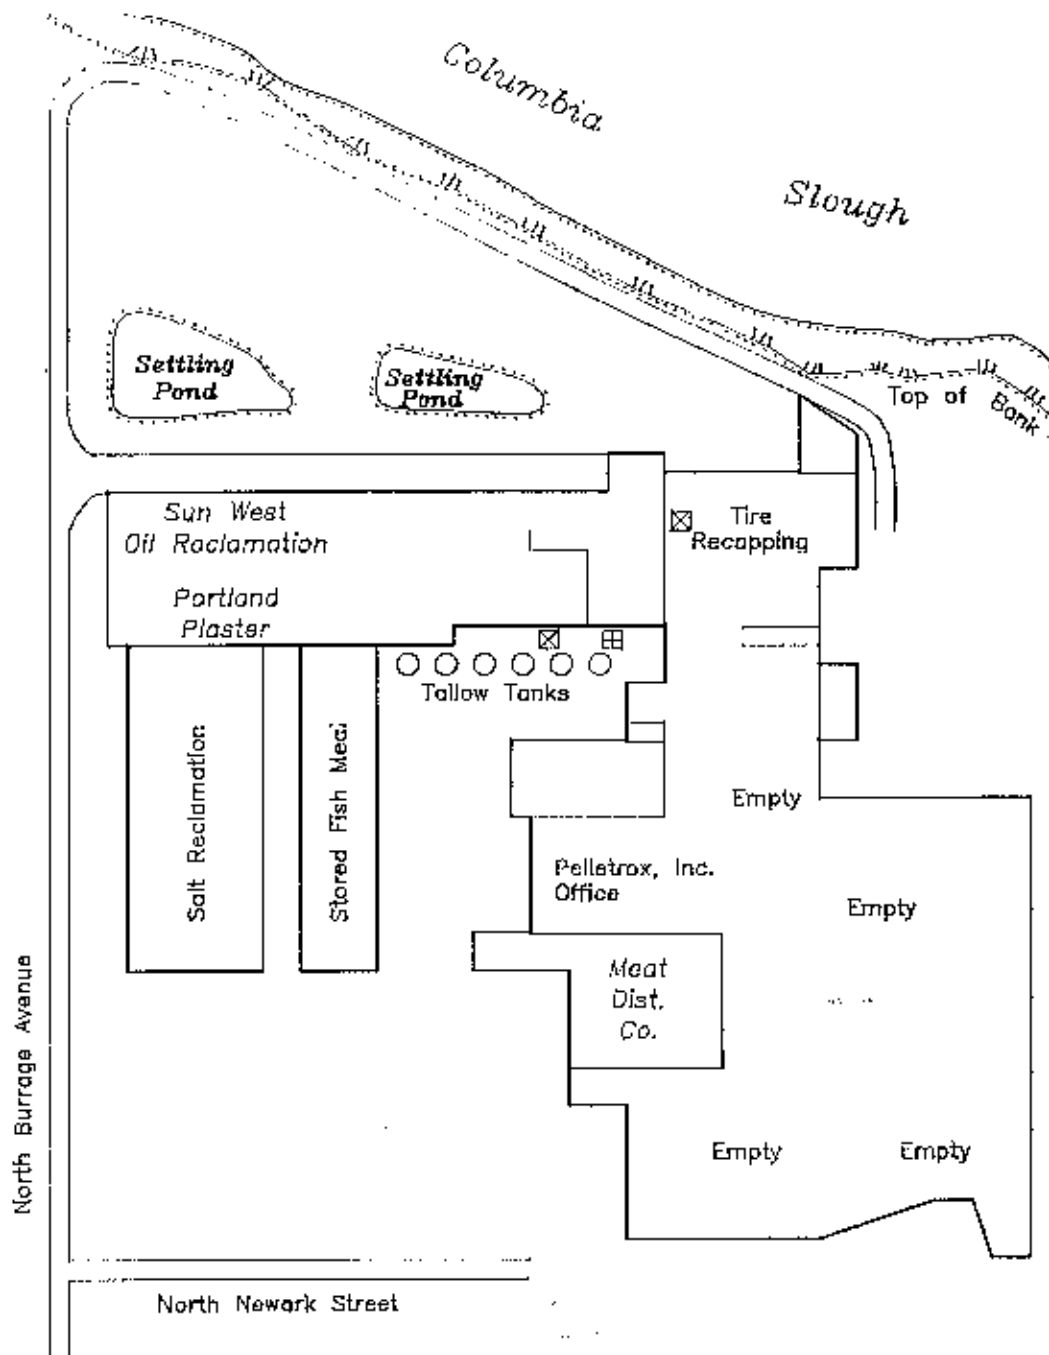 Columbia
Slough
Settling
Pond
Settling
Pond
Top of Bank
Sun West
Oil Reclamation
Tire
Recapping
Portland
Plaster
Tallow Tanks
Salt Reclamation
Stored Fish Meal
Empty
Pelletrox, Inc.
Office
Empty
Meat
Dist.
Co.
North Burrage Avenue
Empty
Empty
North Newark Street